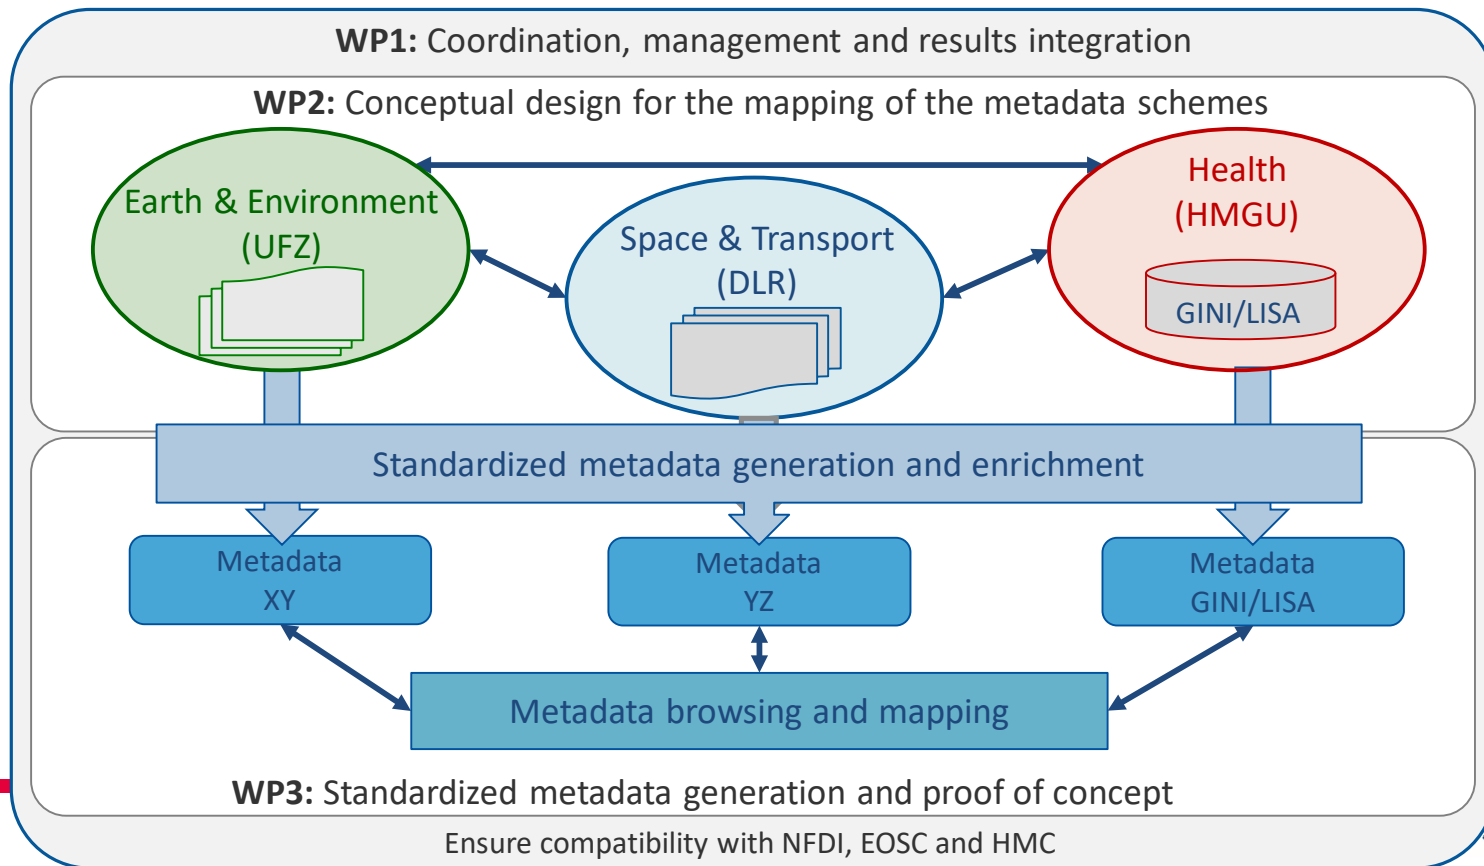 WP1: Coordination, management and results integration
WP2: Conceptual design for the mapping of the metadata schemes
Earth & Environment
(UFZ)
Space & Transport
(DLR)
Health
(HMGU)
GINI/LISA
Standardized metadata generation and enrichment
Metadata
XY
Metadata
YZ
Metadata
GINI/LISA
Metadata browsing and mapping
WP3: Standardized metadata generation and proof of concept
Ensure compatibility with NFDI, EOSC and HMC